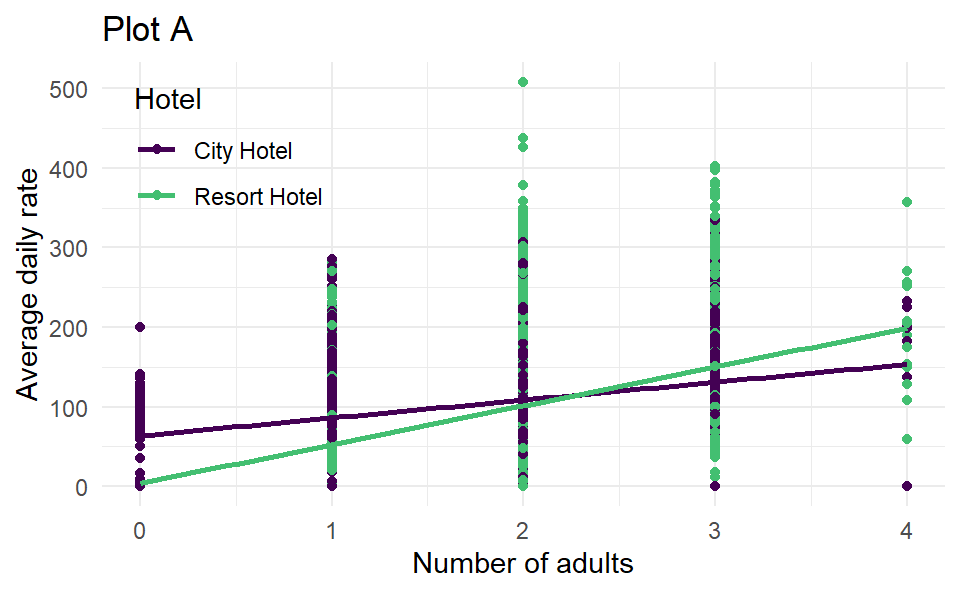 Plot A
Average daily rate
500
400
300
200
100
0
Hotel
City Hotel
Resort Hotel
0 1 2 3 4
Number of adults